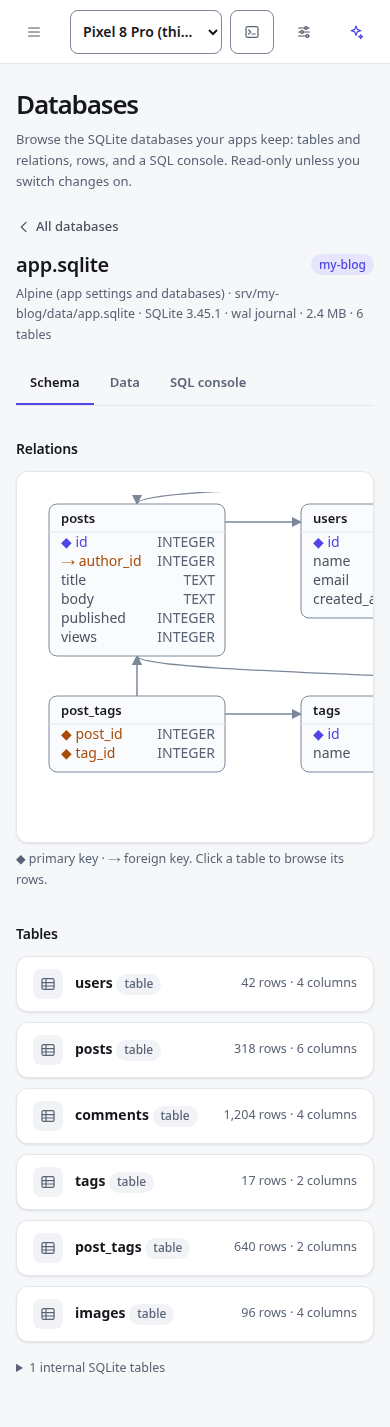 Pixel 8 Pro (thi...
Databases
Browse the SQLite databases your apps keep: tables and
relations, rows, and a SQL console. Read-only unless you
switch changes on.
All databases
app.sqlite
my-blog
Alpine (app settings and databases) · srv/my-
blog/data/app.sqlite · SQLite 3.45.1 · wal journal · 2.4 MB · 6
tables
Schema Data SQL console
Relations
posts
◆ id INTEGER
→ author_id INTEGER
title TEXT
body TEXT
published INTEGER
views INTEGER
users
◆ id
name
email
created_a
post_tags
◆ post_id INTEGER
◆ tag_id INTEGER
tags
◆ id
name
◆ primary key · → foreign key. Click a table to browse its
rows.
Tables
users table 42 rows · 4 columns
posts table 318 rows · 6 columns
comments table 1,204 rows · 4 columns
tags table 17 rows · 2 columns
post_tags table 640 rows · 2 columns
images table 96 rows · 4 columns
▶ 1 internal SQLite tables